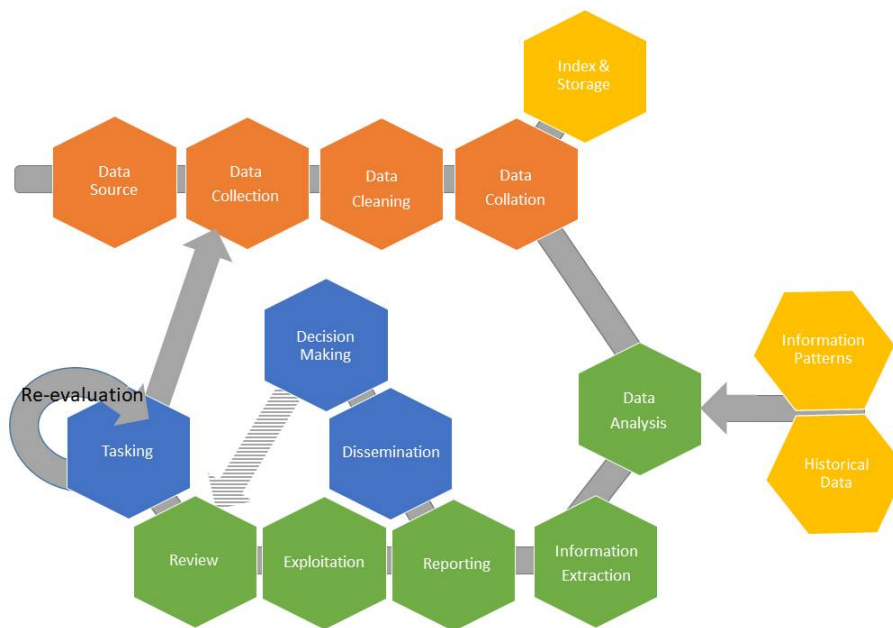 Index &
Storage
Data
Source
Data
Collection
Data
Cleaning
Data
Collation
Decision
Making
Information
Patterns
Re-evaluation
Data
Analysis
Tasking
Dissemination
Historical
Data
Review
Exploitation
Reporting
Information
Extraction